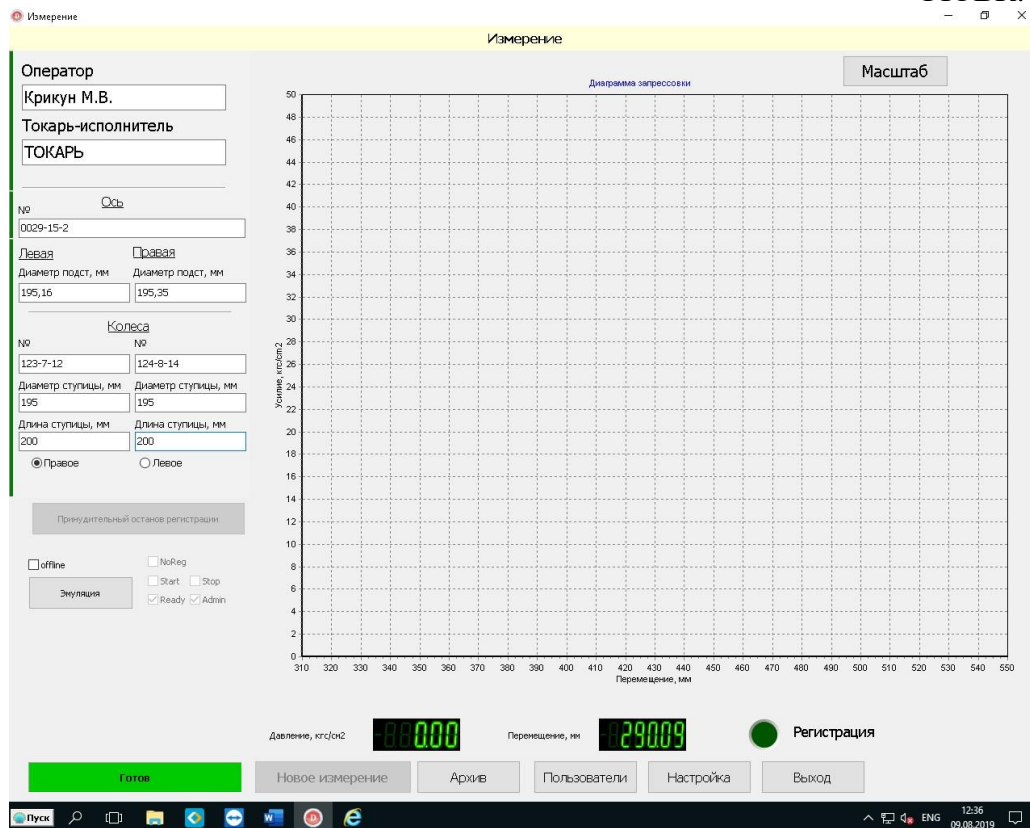 Измерение
Измерение
Оператор
Крикун М.В.
Токарь-исполнитель
ТОКАРЬ
Ось
№
0029-15-2
Левая Правая
Диаметр подст, мм Диаметр подст, мм
195,16 195,35
Колеса
№ №
123-7-12 124-8-14
Диаметр ступицы, мм Диаметр ступицы, мм
195 195
Длина ступицы, мм Длина ступицы, мм
200 200
Правое Левое
Принудительный останов регистрации
offline NoReg
Start Stop
Эмуляция
Ready Admin
Готов
Масштаб
Диаграмма запрессовки
Усилие, кгс/cm2
50
48
46
44
42
40
38
36
34
32
30
28
26
24
22
20
18
16
14
12
10
8
6
4
2
0
310 320 330 340 350 360 370 380 390 400 410 420 430 440 450 460 470 480 490 500 510 520 530 540 550
Перемещение, мм
Давление, кгс/см2 0.00 Перемещение, мм 290.09 Регистрация
Новое измерение Архив Пользователи Настройка Выход
Пуск ENG 12:36
09.08.2019